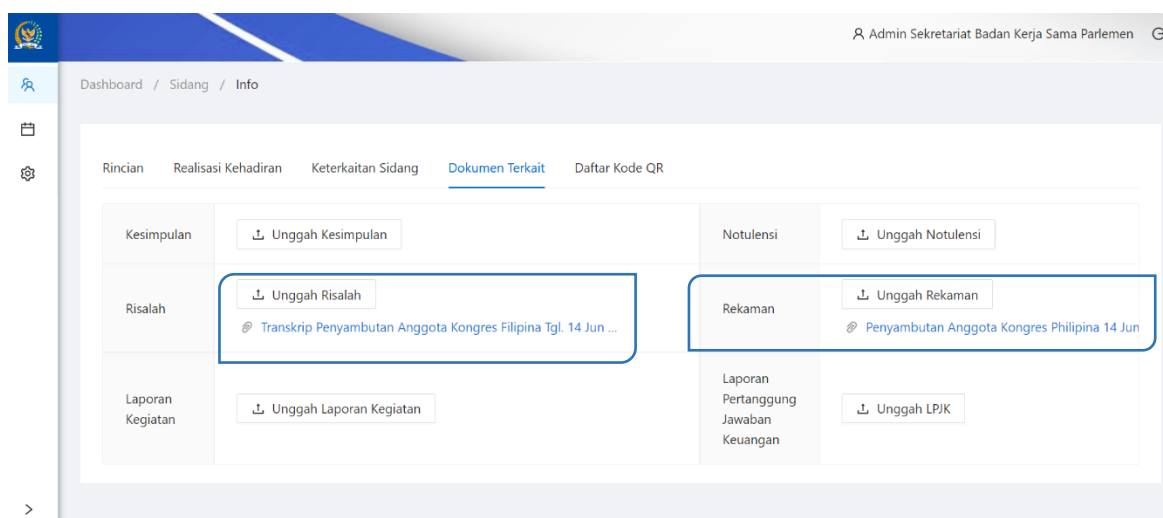 Admin Sekretariat Badan Kerja Sama Parlemen
Dashboard / Sidang / Info
Rincian Realisasi Kehadiran Keterkaitan Sidang Dokumen Terkait Daftar Kode QR
Kesimpulan Unggah Kesimpulan Notulensi Unggah Notulensi
Risalah Unggah Risalah Rekaman Unggah Rekaman
Transkrip Penyambutan Anggota Kongres Filipina Tgl. 14 Jun ... Penyambutan Anggota Kongres Philipina 14 Jun
Laporan
Kegiatan
Unggah Laporan Kegiatan
Laporan
Pertanggung
Jawaban
Keuangan
Unggah LPJK